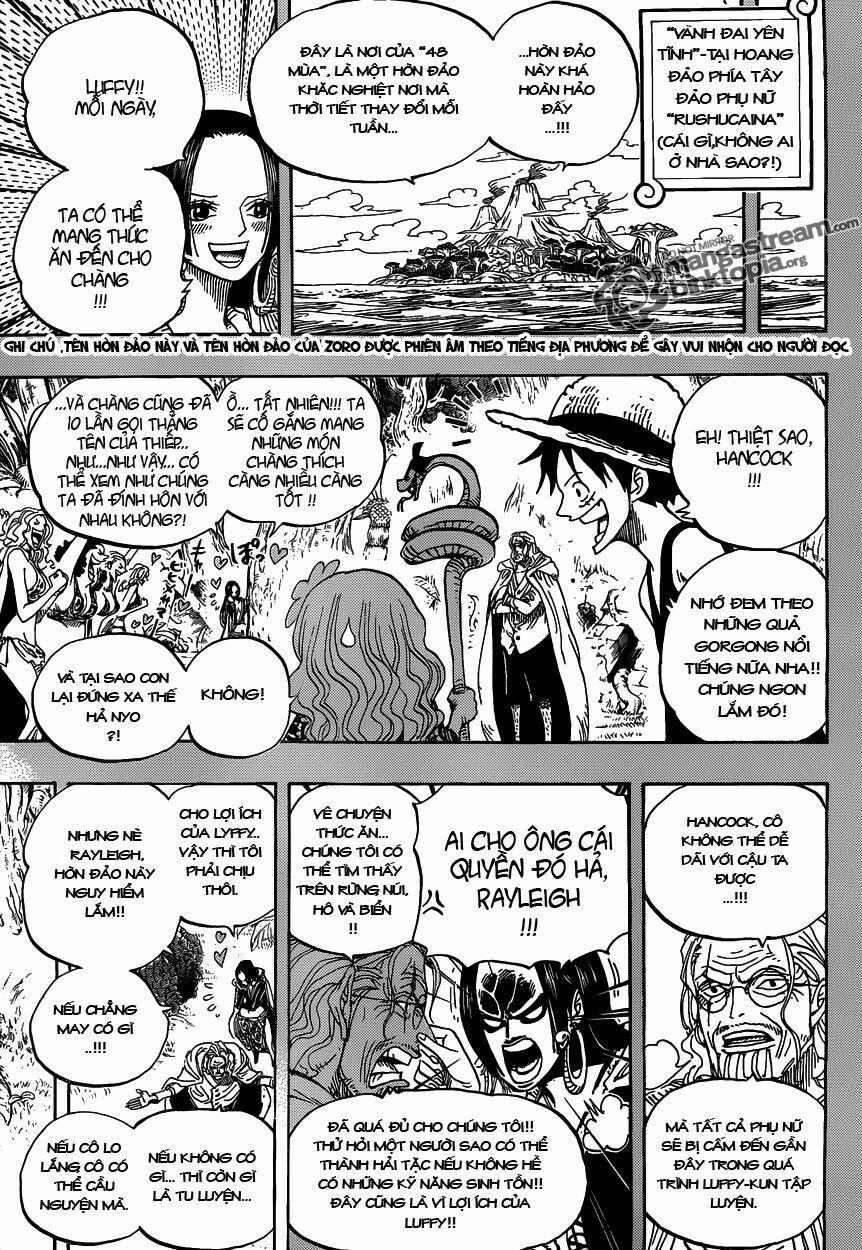 "VÀNH ĐAI YÊN
TĨNH"-TẠI HOANG
ĐẢO PHÍA TÂY
ĐẢO PHỤ NỮ
"RUSHUCAINA"
(CÁI GÌ,KHÔNG AI
Ở NHÀ SAO?!)
...HÒN ĐẢO
NÀY KHÁ
HOÀN HẢO
ĐẤY
...!!!
ĐÂY LÀ NƠI CỦA "48
MÙA", LÀ MỘT HÒN ĐẢO
KHẮC NGHIỆT NƠI MÀ
THỜI TIẾT THAY ĐỔI MỖI
TUẦN...
LUFFY!!
MỖI NGÀY,
TA CÓ THỂ
MANG THỨC
ĂN ĐẾN CHO
CHÀNG
!!!
DO NOT MIRROR
mangastream.com
binktopia.org
GHI CHÚ :TÊN HÒN ĐẢO NÀY VÀ TÊN HÒN ĐẢO CỦA ZORO ĐƯỢC PHIÊN ÂM THEO TIẾNG ĐỊA PHƯƠNG ĐỂ GÂY VUI NHỘN CHO NGƯỜI ĐỌC
EH! THIỆT SAO,
HANCOCK
!!!
NHỚ ĐEM THEO
NHỮNG QUẢ
GORGONS NỔI
TIẾNG NỮA NHA!!
CHÚNG NGON
LẮM ĐÓ!
Ồ... TẤT NHIÊN!!! TA
SẼ CỐ GẮNG MANG
NHỮNG MÓN
CHÀNG THÍCH
CÀNG NHIỀU CÀNG
TỐT !!
...VÀ CHÀNG CŨNG ĐÃ
10 LẦN GỌI THẲNG
TÊN CỦA THIẾP...
NHƯ...NHƯ VẬY... CÓ
THỂ XEM NHƯ CHÚNG
TA ĐÃ ĐÍNH HÔN VỚI
NHAU KHÔNG?!
ぽっ
KHÔNG!
VÀ TẠI SAO CON
LẠI ĐỨNG XA THẾ
HẢ NYO
?!
HANCOCK, CÔ
KHÔNG THỂ DỄ
DÃI VỚI CẬU TA
ĐƯỢC
...!!!
MÀ TẤT CẢ PHỤ NỮ
SẼ BỊ CẤM ĐẾN GẦN
ĐÂY TRONG QUÁ
TRÌNH LUFFY-KUN TẬP
LUYỆN.
AI CHO ÔNG CÁI
QUYỀN ĐÓ HẢ,
RAYLEIGH
!!!
VỀ CHUYỆN
THỨC ĂN...
CHÚNG TÔI CÓ
THỂ TÌM THẤY
TRÊN RỪNG NÚI,
HỒ VÀ BIỂN
!!
ĐÃ QUÁ ĐỦ CHO CHÚNG TÔI!!
THỬ HỎI MỘT NGƯỜI SAO CÓ THỂ
THÀNH HẢI TẶC NẾU KHÔNG HỀ
CÓ NHỮNG KỸ NĂNG SINH TỒN!!
ĐÂY CŨNG LÀ VÌ LỢI ÍCH CỦA
LUFFY!!
CHO LỢI ÍCH
CỦA LYFFY..
VẬY THÌ TÔI
PHẢI CHỊU
THÔI.
NHƯNG NÈ
RAYLEIGH,
HÒN ĐẢO NÀY
NGUY HIỂM
LẮM!!
NẾU CHẲNG
MAY CÓ GÌ
...!!!
NẾU KHÔNG CÓ
GÌ... THÌ CÒN GÌ
LÀ TU LUYỆN...
NẾU CÔ LO
LẮNG CÔ CÓ
THỂ CẦU
NGUYỆN MÀ.